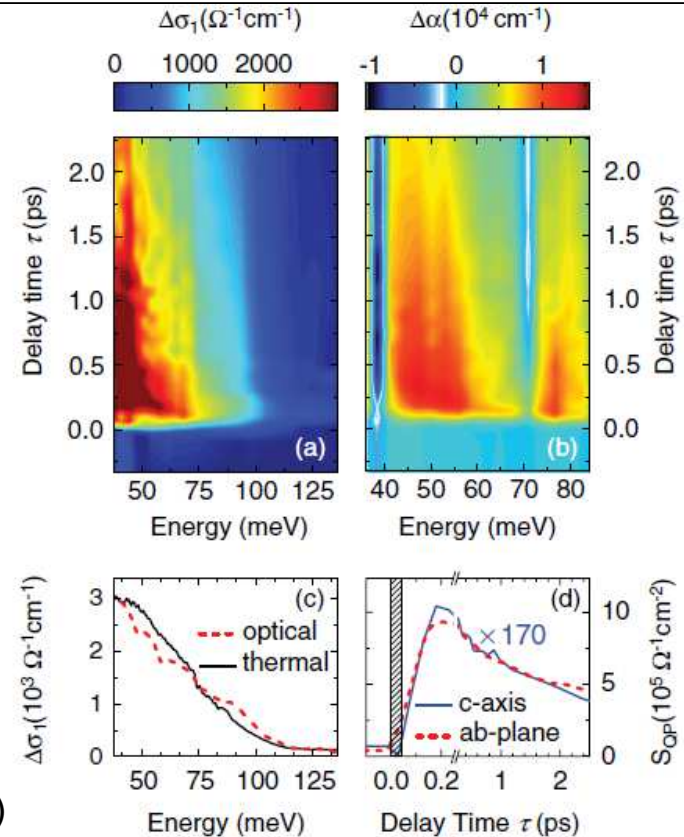 Δσ₁(Ω⁻¹cm⁻¹) Δα(10⁴ cm⁻¹)
0 1000 2000 -1 0 1
2.0 2.0
1.5 1.5
1.0 1.0
0.5 0.5
0.0 0.0
Delay time τ (ps) Delay time τ (ps)
(a) (b)
50 75 100 125 40 50 60 70 80
Energy (meV) Energy (meV)
3 (c) (d) 10
optical ×170
2 thermal
1 c-axis 5
ab-plane
0 0
Δσ₁(10³ Ω⁻¹cm⁻¹) S_QP(10⁵ Ω⁻¹cm⁻²)
50 75 100 125 0.0 0.2 1 2
Energy (meV) Delay Time τ (ps)
)